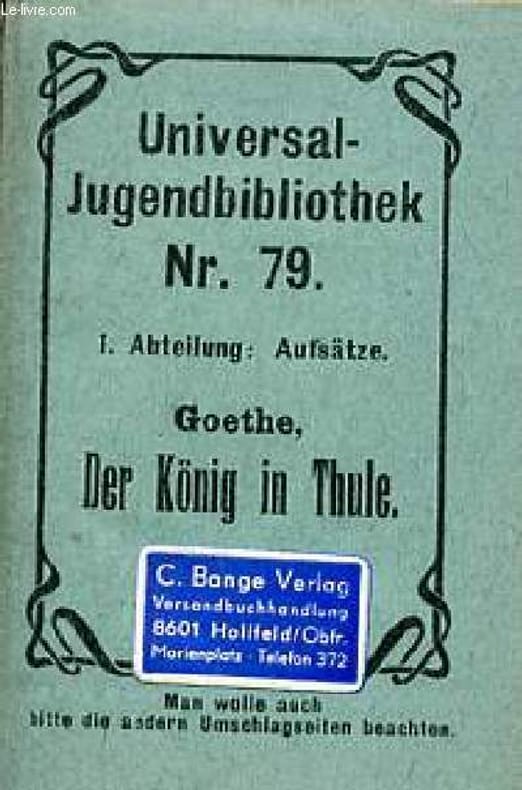 Le-livre.com
Universal-
Jugendbibliothek
Nr. 79.
I. Abteilung: Aufsätze.
Goethe,
Der König in Thule.
C. Bange Verlag
Versandbuchhandlung
8601 Hollfeld/Obfr.
Marienplatz · Telefon 372
Man wolle auch
bitte die andern Umschlagseiten beachten.